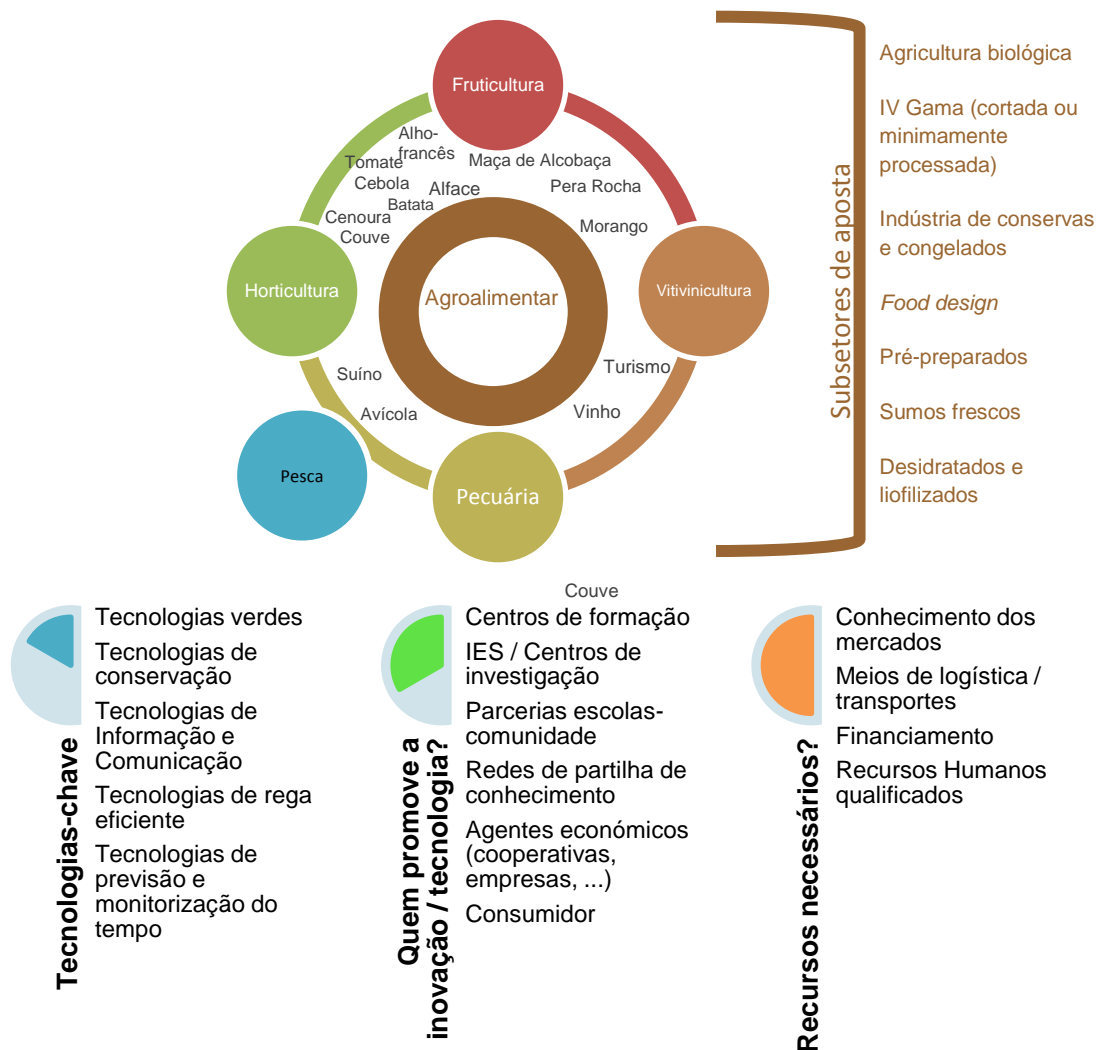 Fruticultura
Alho-
francês
Tomate
Cebola
Alface
Batata
Cenoura
Couve
Maça de Alcobaça
Pera Rocha
Morango
Horticultura
Agroalimentar
Vitivinicultura
Suíno
Avícola
Turismo
Vinho
Pesca
Pecuária
Subsetores de aposta
Agricultura biológica
IV Gama (cortada ou
minimamente
processada)
Indústria de conservas
e congelados
Food design
Pré-preparados
Sumos frescos
Desidratados e
liofilizados
Couve
Tecnologias-chave
Tecnologias verdes
Tecnologias de
conservação
Tecnologias de
Informação e
Comunicação
Tecnologias de rega
eficiente
Tecnologias de
previsão e
monitorização do
tempo
Quem promove a
inovação / tecnologia?
Centros de formação
IES / Centros de
investigação
Parcerias escolas-
comunidade
Redes de partilha de
conhecimento
Agentes económicos
(cooperativas,
empresas, ...)
Consumidor
Recursos necessários?
Conhecimento dos
mercados
Meios de logística /
transportes
Financiamento
Recursos Humanos
qualificados